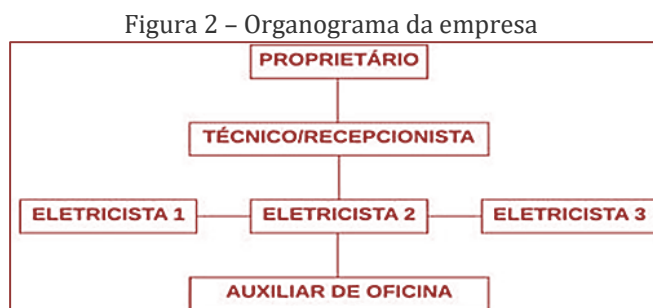 Figura 2 – Organograma da empresa
PROPRIETÁRIO
TÉCNICO/RECEPCIONISTA
ELETRICISTA 1
ELETRICISTA 2
ELETRICISTA 3
AUXILIAR DE OFICINA